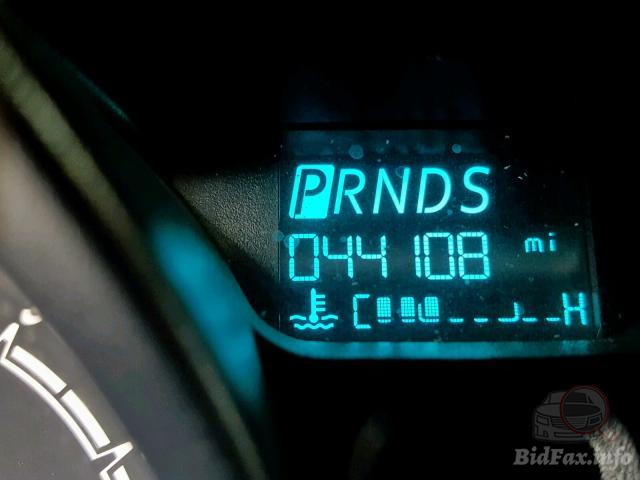 PRNDS
044108 mi
C H
BidFax.info